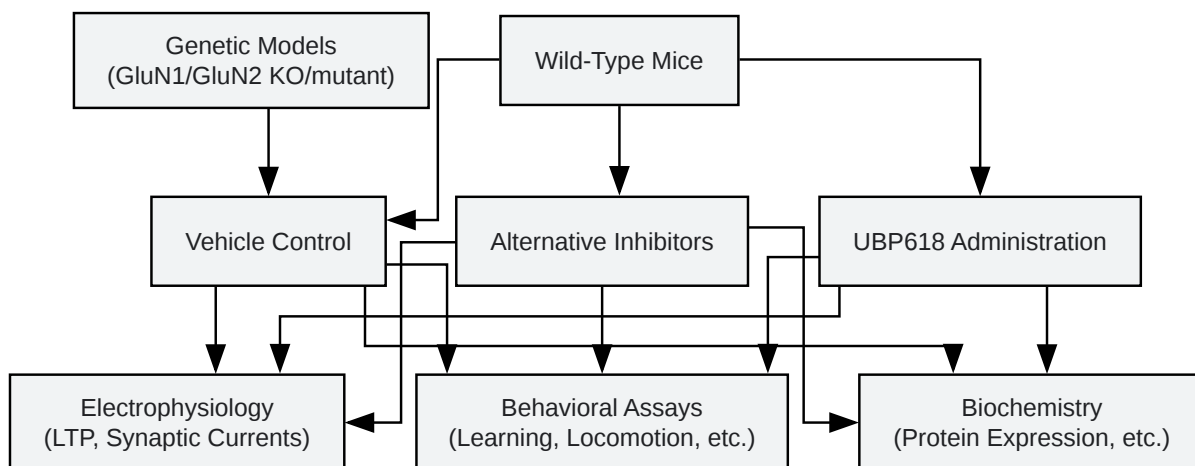 Genetic Models
(GluN1/GluN2 KO/mutant)
Wild-Type Mice
Vehicle Control
Alternative Inhibitors
UBP618 Administration
Electrophysiology
(LTP, Synaptic Currents)
Behavioral Assays
(Learning, Locomotion, etc.)
Biochemistry
(Protein Expression, etc.)